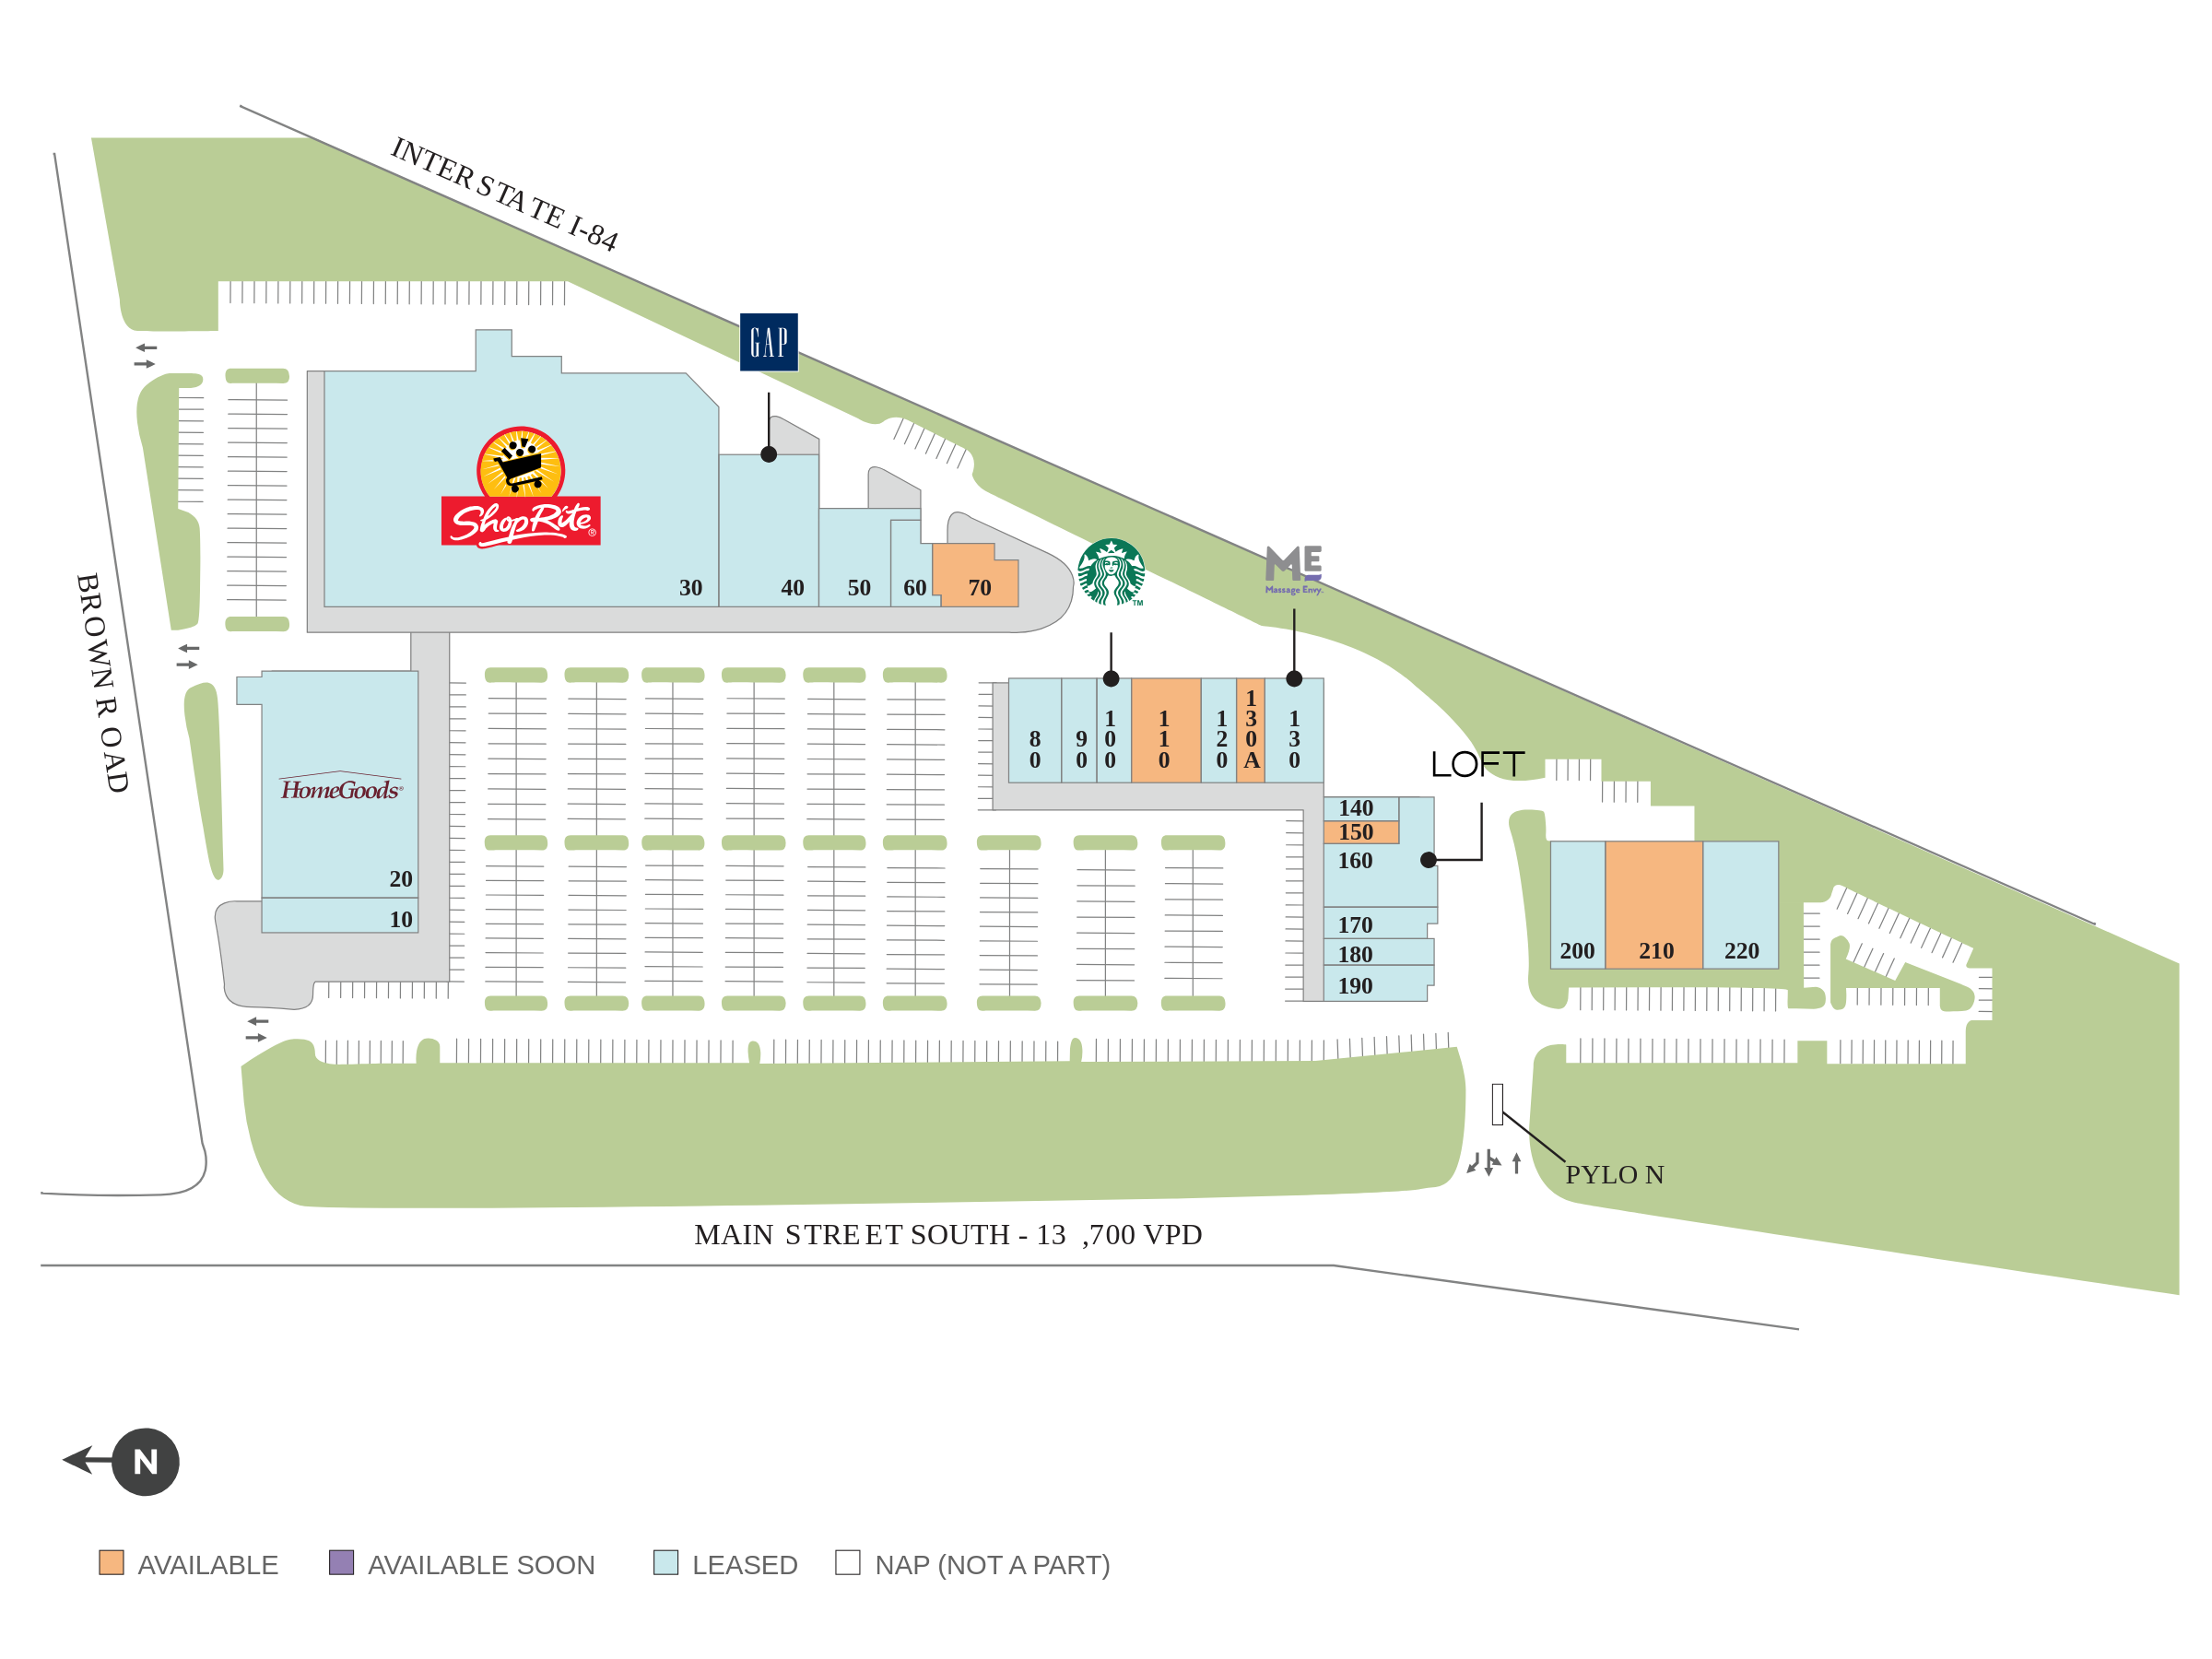 INTERSTATE I-84
GAP
ShopRite®
30
40
50
60
70
TM
ME
Massage Envy.
BROWN ROAD
80
90
100
110
120
130A
130
LOFT
HomeGoods®
20
10
140
150
160
170
180
190
200
210
220
PYLON
MAIN STREET SOUTH - 13 ,700 VPD
N
AVAILABLE
AVAILABLE SOON
LEASED
NAP (NOT A PART)